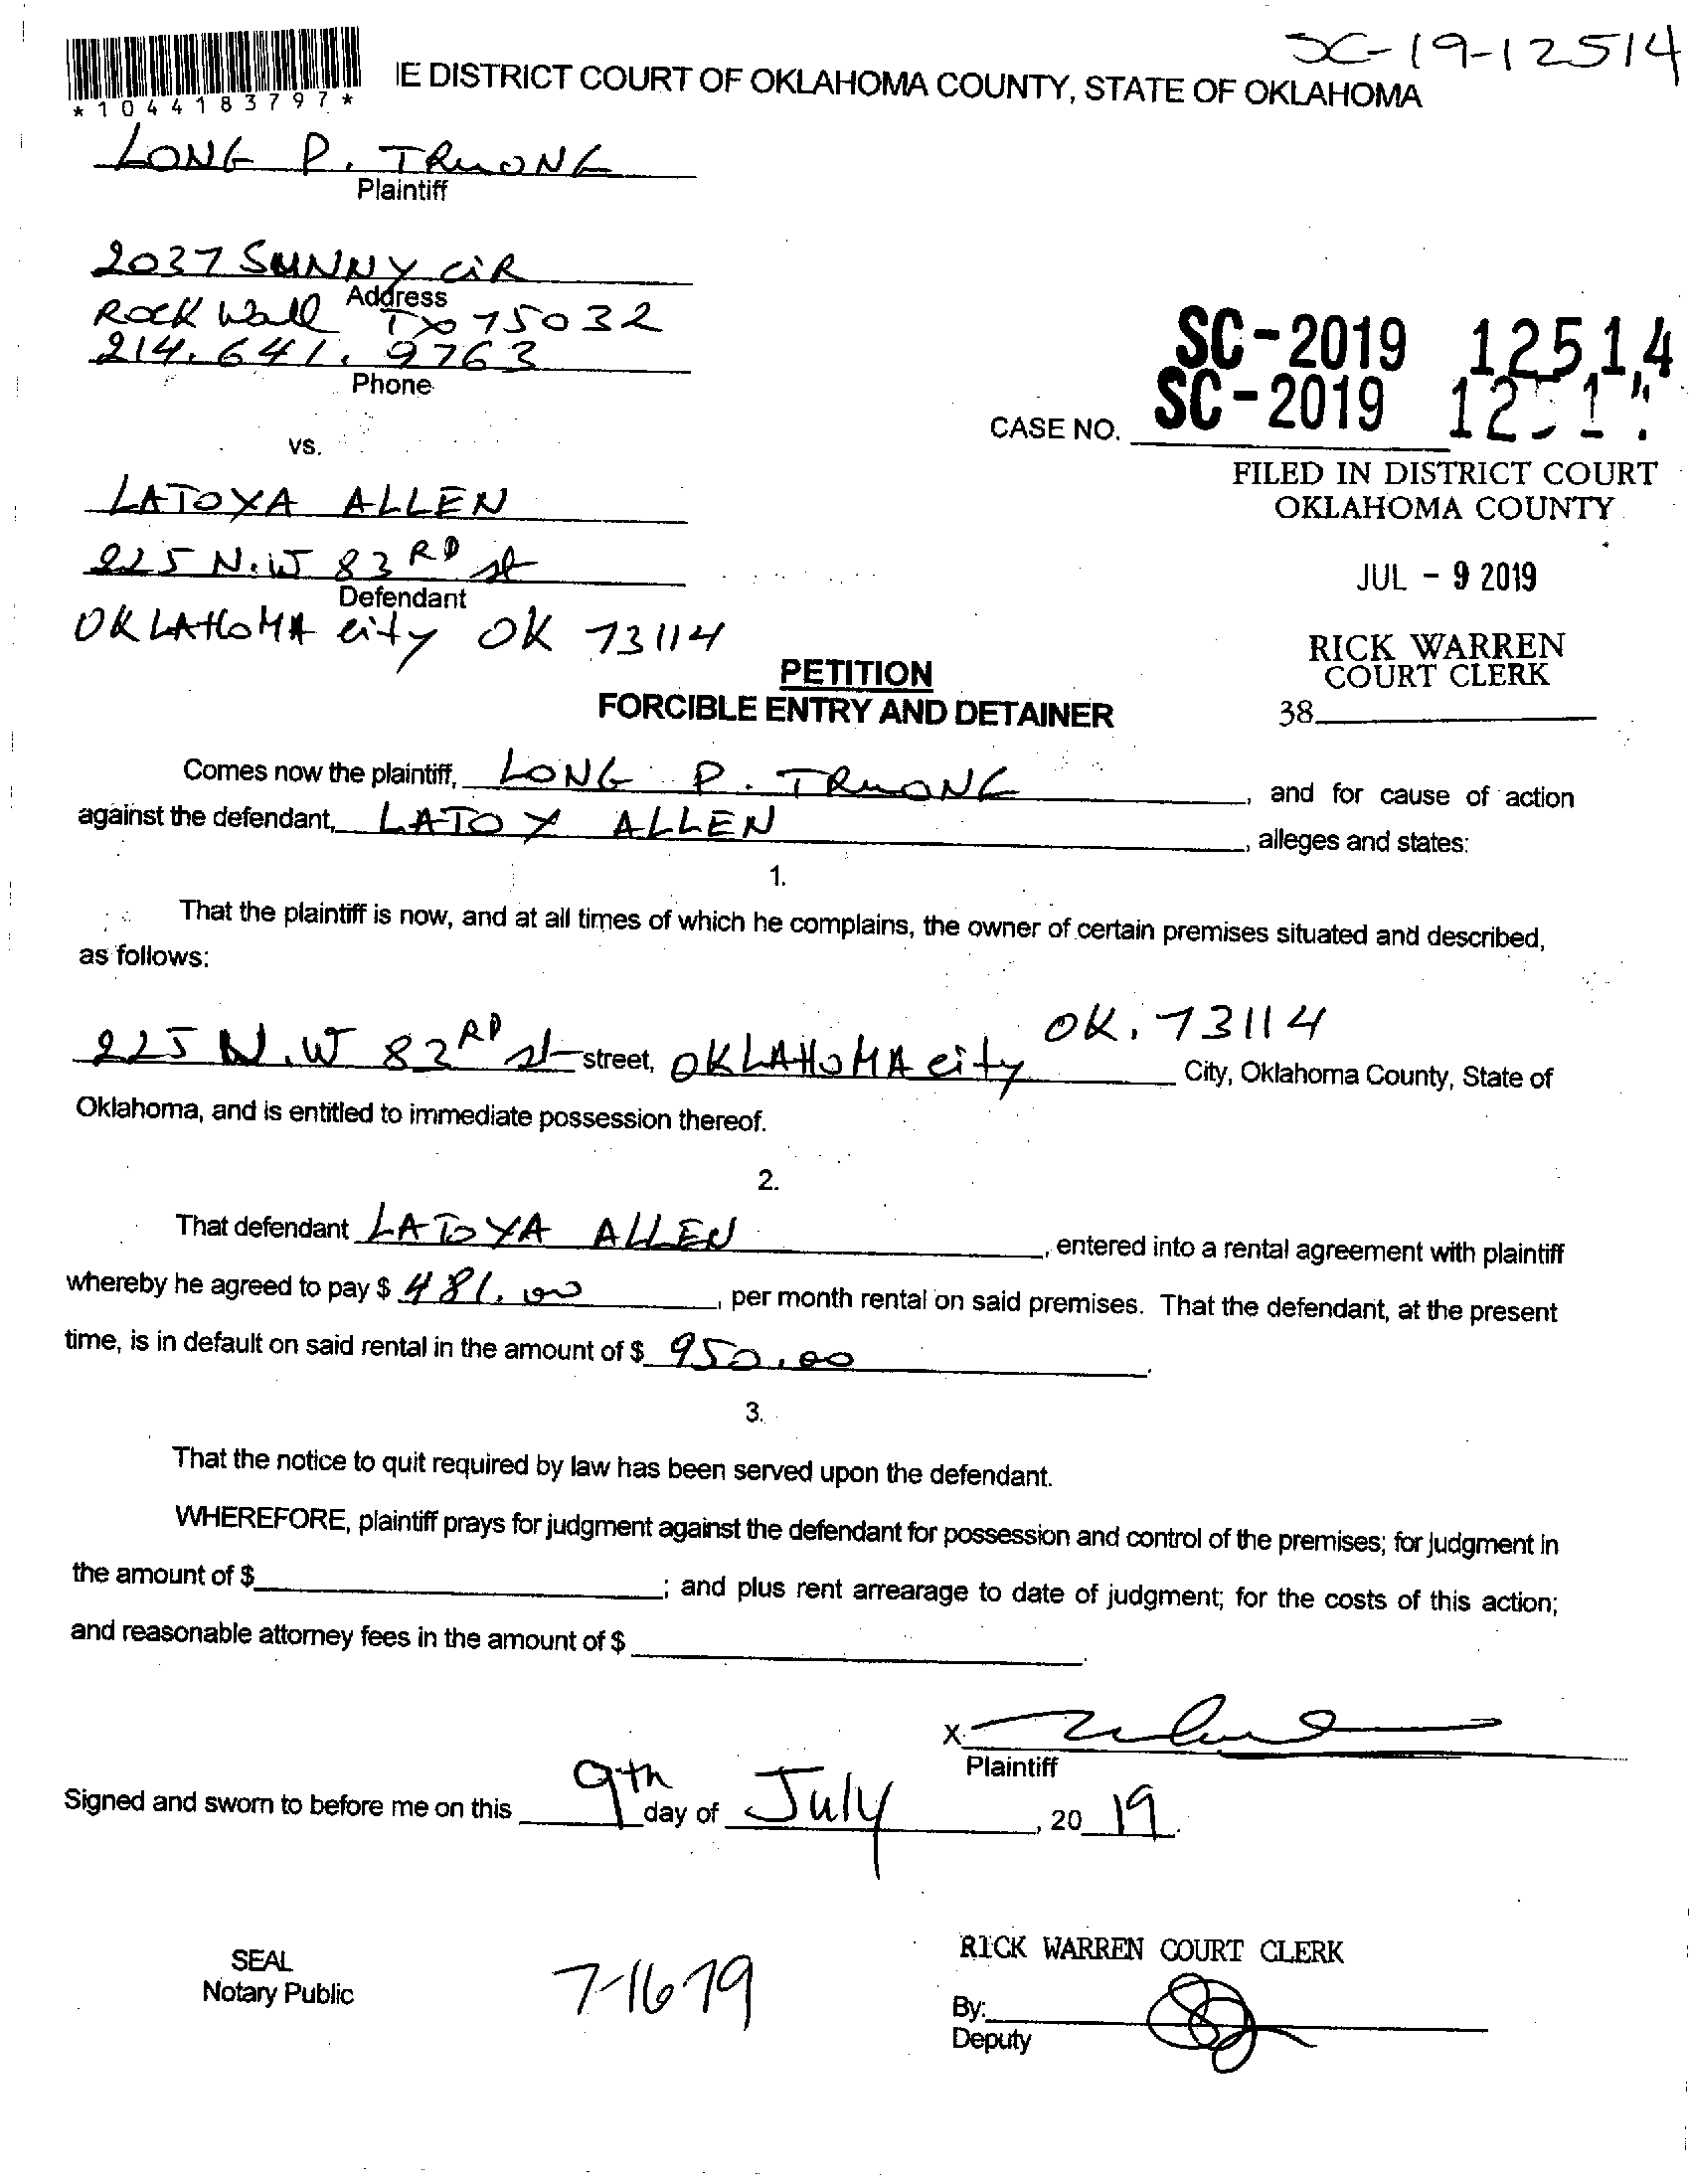 SC-19-12514
*1044183797*
IE DISTRICT COURT OF OKLAHOMA COUNTY, STATE OF OKLAHOMA
LONG P. TRUONG
Plaintiff
2037 SUNNY CiR
Address
Rock Wall TX 75032
214. 641. 9763
Phone
SC-2019 12514
CASE NO. SC-2019
vs.
FILED IN DISTRICT COURT
OKLAHOMA COUNTY
LATOYA ALLEN
225 N.W 83RD st
Defendant
JUL - 9 2019
OKLAHOMA city OK 73114
RICK WARREN
COURT CLERK
38
PETITION
FORCIBLE ENTRY AND DETAINER
Comes now the plaintiff, LONG P. TRUONG, and for cause of action
against the defendant, LATOY ALLEN, alleges and states:
1.
That the plaintiff is now, and at all times of which he complains, the owner of certain premises situated and described,
as follows:
225 N.W 83RD st street, OKLAHOMA city OK. 73114 City, Oklahoma County, State of
Oklahoma, and is entitled to immediate possession thereof.
2.
That defendant LATOYA ALLEN, entered into a rental agreement with plaintiff
whereby he agreed to pay $ 481.00, per month rental on said premises. That the defendant, at the present
time, is in default on said rental in the amount of $ 950.00.
3.
That the notice to quit required by law has been served upon the defendant.
WHEREFORE, plaintiff prays for judgment against the defendant for possession and control of the premises; for judgment in
the amount of $ ; and plus rent arrearage to date of judgment; for the costs of this action;
and reasonable attorney fees in the amount of $ .
X
Plaintiff
Signed and sworn to before me on this 9th day of July, 20 19.
SEAL
Notary Public
7-16-19
RICK WARREN COURT CLERK
By:
Deputy